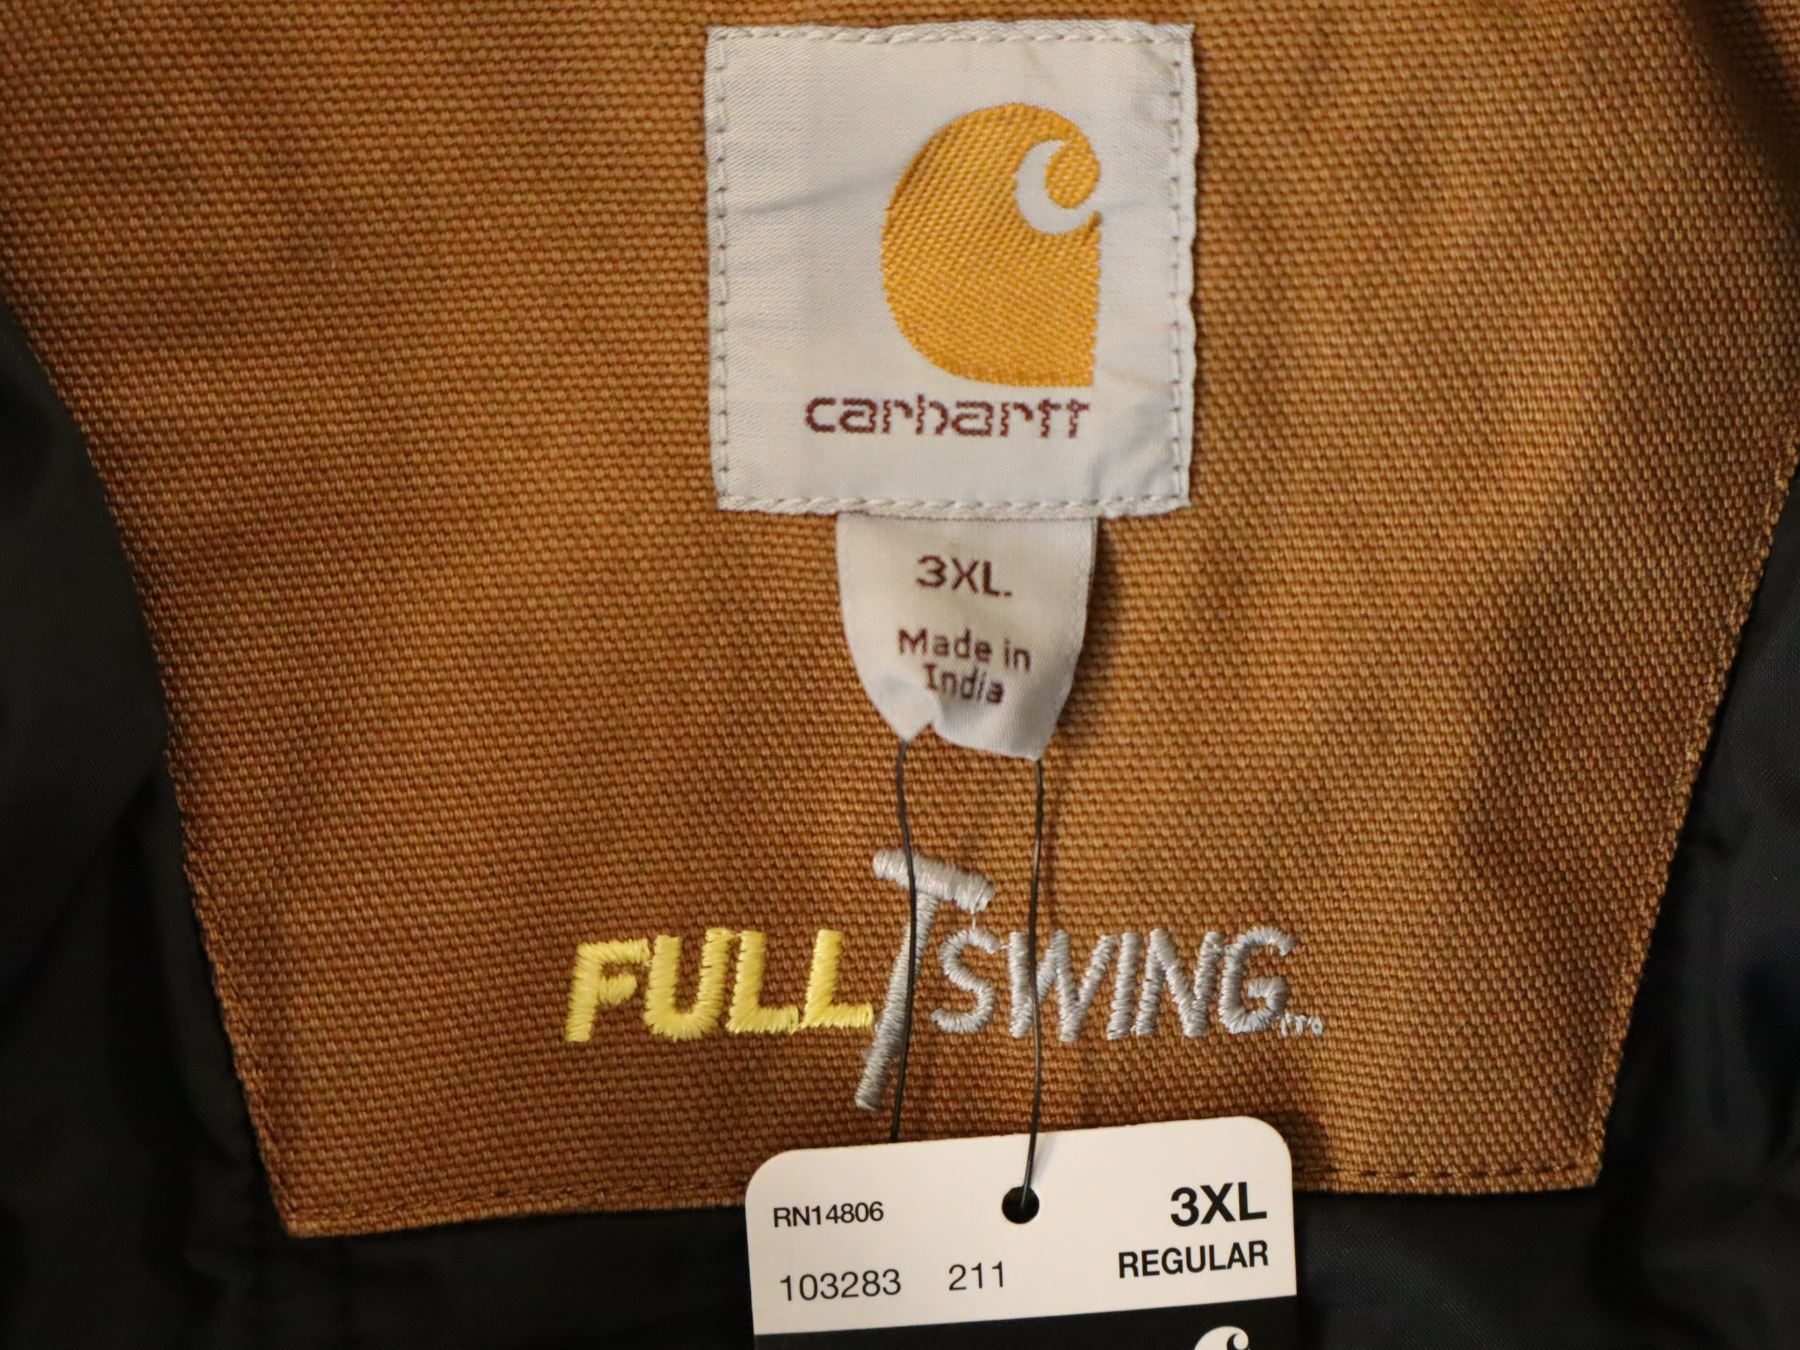 carhartt
3XL.
Made in
India
FULL SWING
RN14806
3XL
103283 211
REGULAR